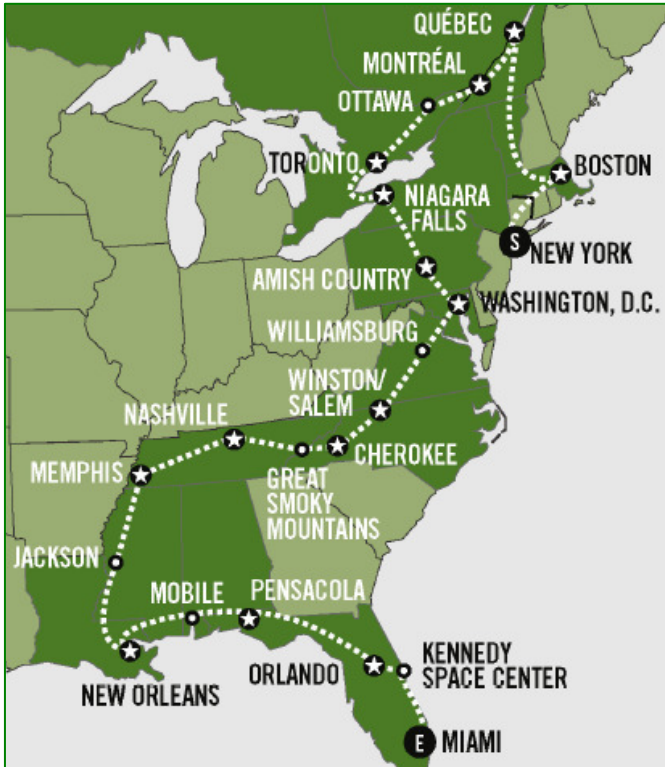 QUÉBEC
MONTRÉAL
OTTAWA
TORONTO
BOSTON
NIAGARA
FALLS
S
NEW YORK
AMISH COUNTRY
WASHINGTON, D.C.
WILLIAMSBURG
WINSTON/
SALEM
NASHVILLE
CHEROKEE
MEMPHIS
GREAT
SMOKY
MOUNTAINS
JACKSON
MOBILE
PENSACOLA
ORLANDO
KENNEDY
SPACE CENTER
NEW ORLEANS
E
MIAMI